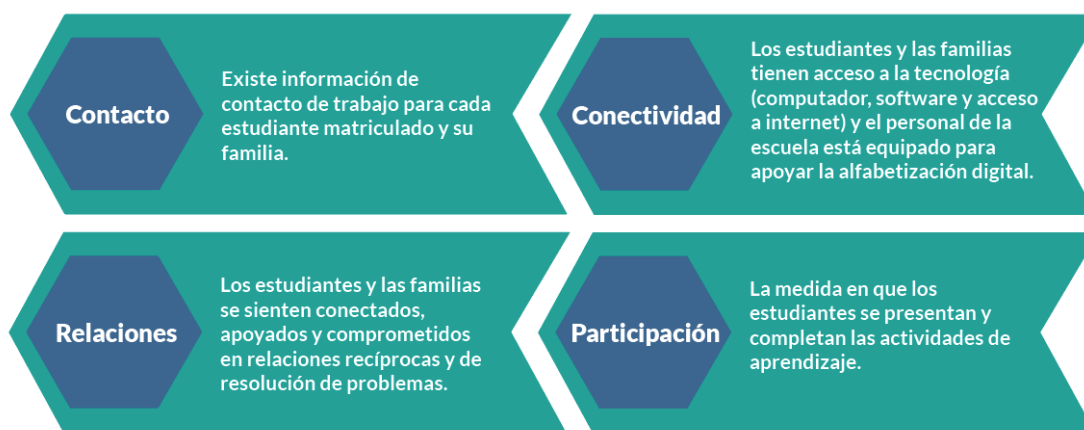 Contacto
Existe información de
contacto de trabajo para cada
estudiante matriculado y su
familia.
Conectividad
Los estudiantes y las familias
tienen acceso a la tecnología
(computador, software y acceso
a internet) y el personal de la
escuela está equipado para
apoyar la alfabetización digital.
Relaciones
Los estudiantes y las familias
se sienten conectados,
apoyados y comprometidos
en relaciones recíprocas y de
resolución de problemas.
Participación
La medida en que los
estudiantes se presentan y
completan las actividades de
aprendizaje.